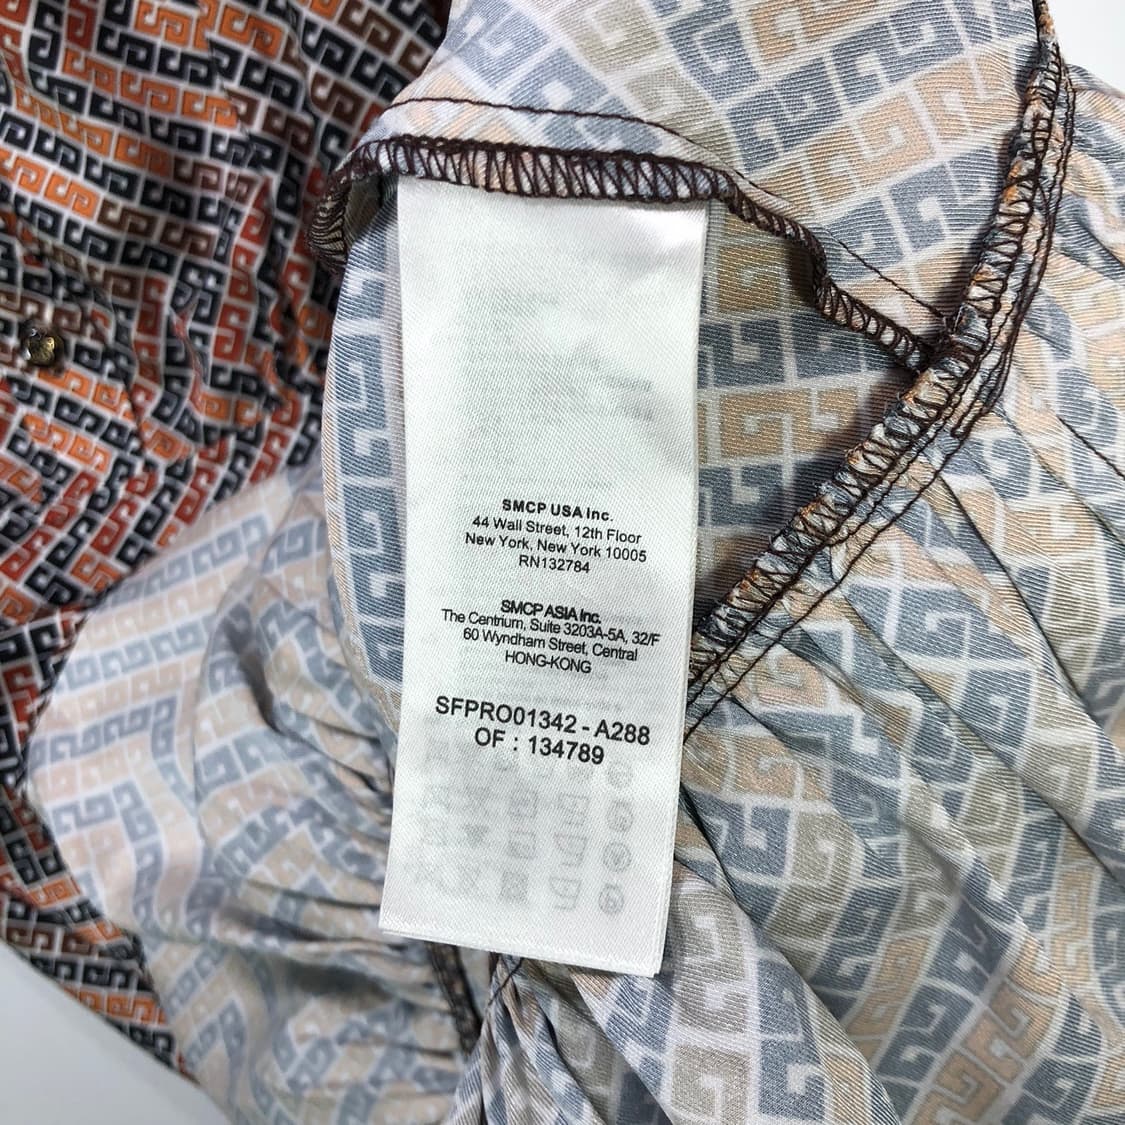 SMCP USA Inc.
44 Wall Street, 12th Floor
New York, New York 10005
RN132784
SMCP ASIA Inc.
The Centrium, Suite 3203A-5A, 32/F
60 Wyndham Street, Central
HONG-KONG
SFPRO01342 - A288
OF : 134789